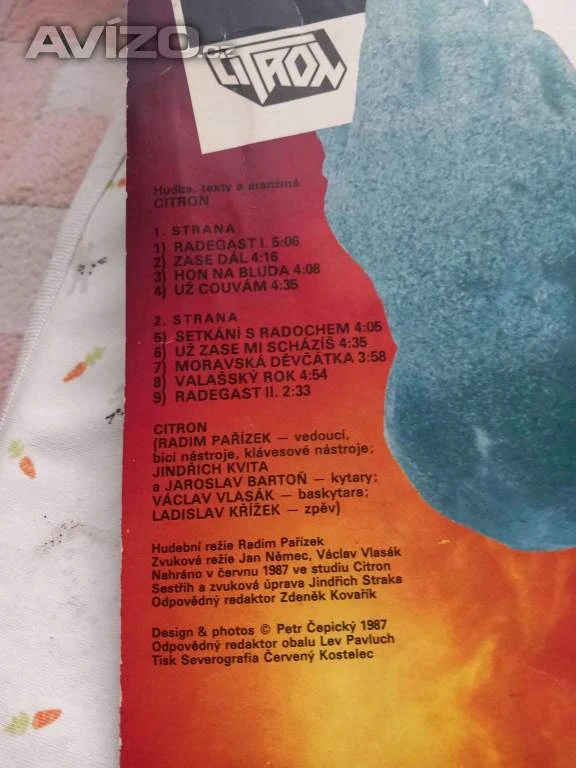 AVÍZO.cz
CITRON
Hudba, texty a aranžmá
CITRON
1. STRANA
1) RADEGAST I. 5:06
2) ZASE DÁL 4:16
3) HON NA BLUDA 4:08
4) UŽ COUVÁM 4:35
2. STRANA
5) SETKÁNÍ S RADOCHEM 4:05
6) UŽ ZASE MI SCHÁZÍŠ 4:35
7) MORAVSKÁ DĚVČÁTKA 3:58
8) VALAŠSKÝ ROK 4:54
9) RADEGAST II. 2:33
CITRON
(RADIM PAŘÍZEK — vedoucí,
bicí nástroje, klávesové nástroje;
JINDŘICH KVITA
a JAROSLAV BARTOŇ — kytary;
VÁCLAV VLASÁK — baskytara;
LADISLAV KŘÍŽEK — zpěv)
Hudební režie Radim Pařízek
Zvuková režie Jan Němec, Václav Vlasák
Nahráno v červnu 1987 ve studiu Citron
Sestřih a zvuková úprava Jindřich Straka
Odpovědný redaktor Zdeněk Kovařík
Design & photos © Petr Čepický 1987
Odpovědný redaktor obalu Lev Pavluch
Tisk Severografia Červený Kostelec